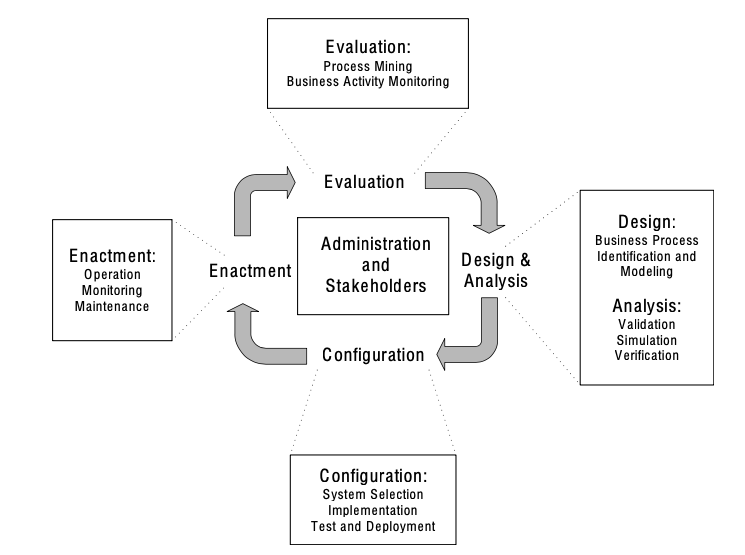 Evaluation:
Process Mining
Business Activity Monitoring
Evaluation
Enactment:
Operation
Monitoring
Maintenance
Enactment
Administration
and
Stakeholders
Design &
Analysis
Design:
Business Process
Identification and
Modeling
Analysis:
Validation
Simulation
Verification
Configuration
Configuration:
System Selection
Implementation
Test and Deployment